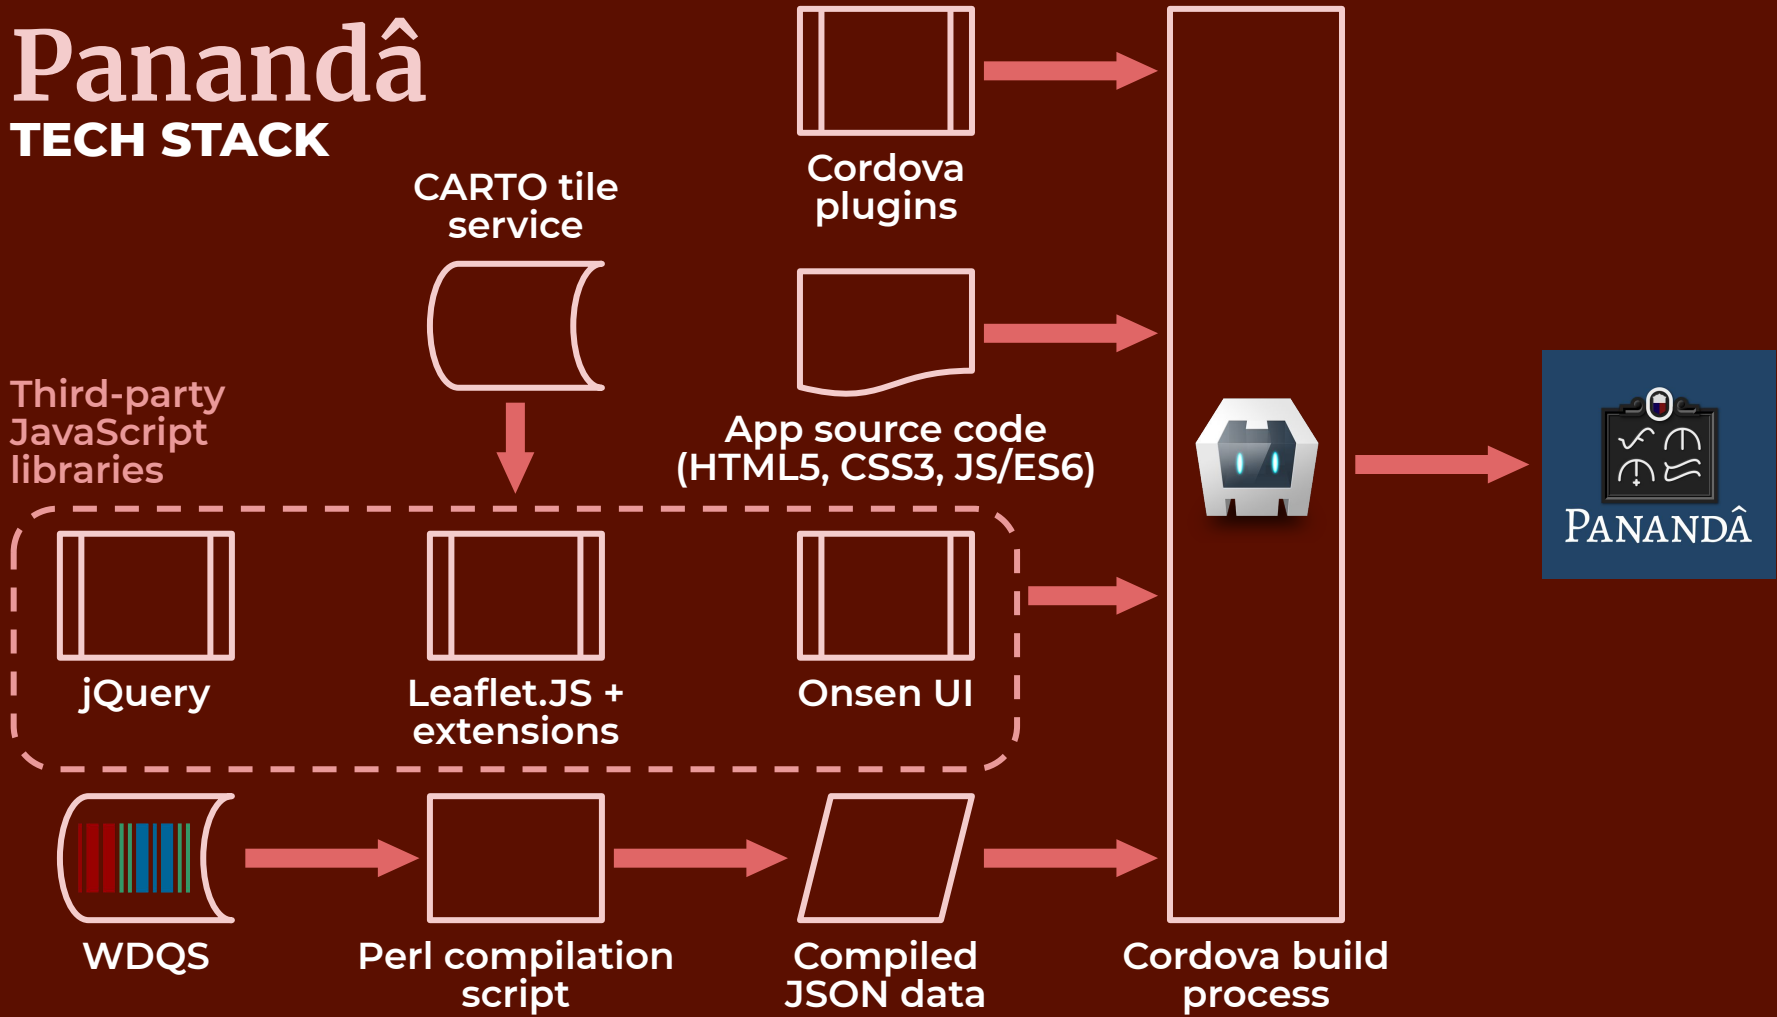 Panandâ
TECH STACK
Cordova
plugins
CARTO tile
service
App source code
(HTML5, CSS3, JS/ES6)
Third-party
JavaScript
libraries
jQuery
Leaflet.JS +
extensions
Onsen UI
PANANDÂ
WDQS
Perl compilation
script
Compiled
JSON data
Cordova build
process